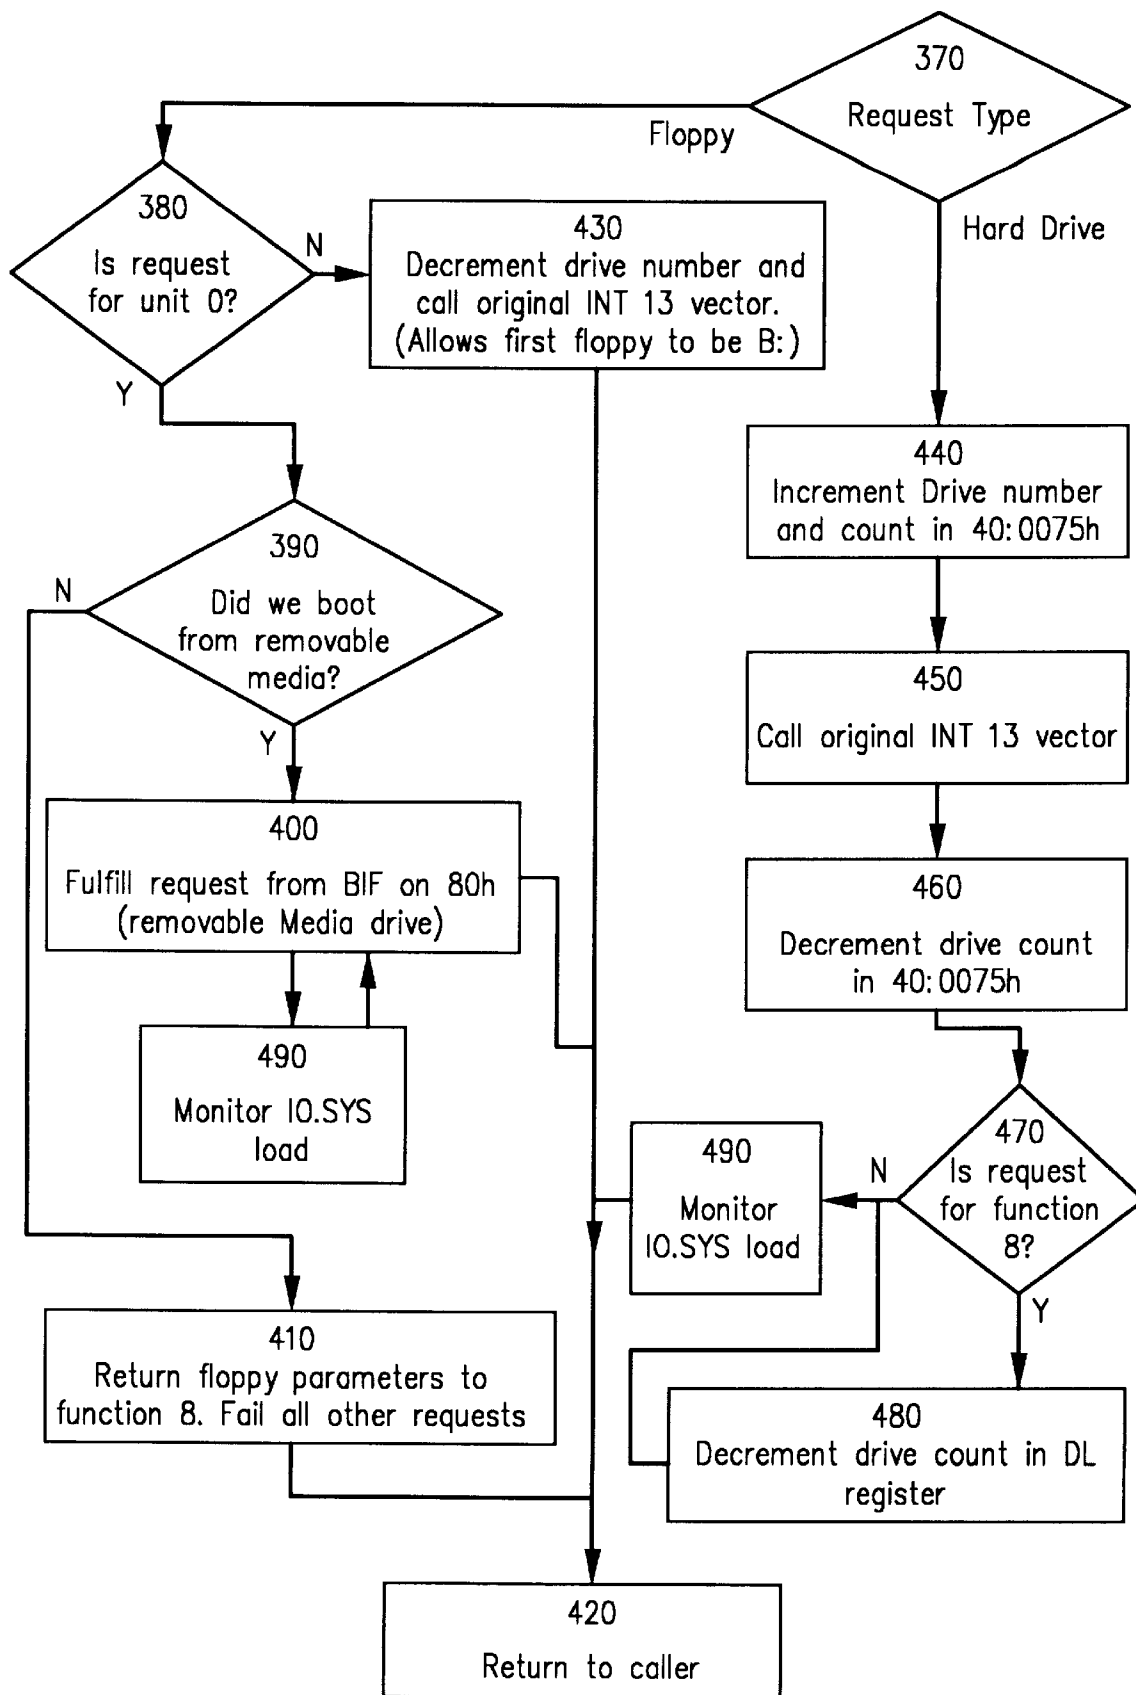 370
Request Type
Floppy
Hard Drive
380
Is request
for unit 0?
N
Y
430
Decrement drive number and
call original INT 13 vector.
(Allows first floppy to be B:)
440
Increment Drive number
and count in 40:0075h
390
Did we boot
from removable
media?
N
Y
450
Call original INT 13 vector
400
Fulfill request from BIF on 80h
(removable Media drive)
460
Decrement drive count
in 40:0075h
490
Monitor IO.SYS
load
470
Is request
for function
8?
N
Y
490
Monitor
IO.SYS load
410
Return floppy parameters to
function 8. Fail all other requests
480
Decrement drive count in DL
register
420
Return to caller